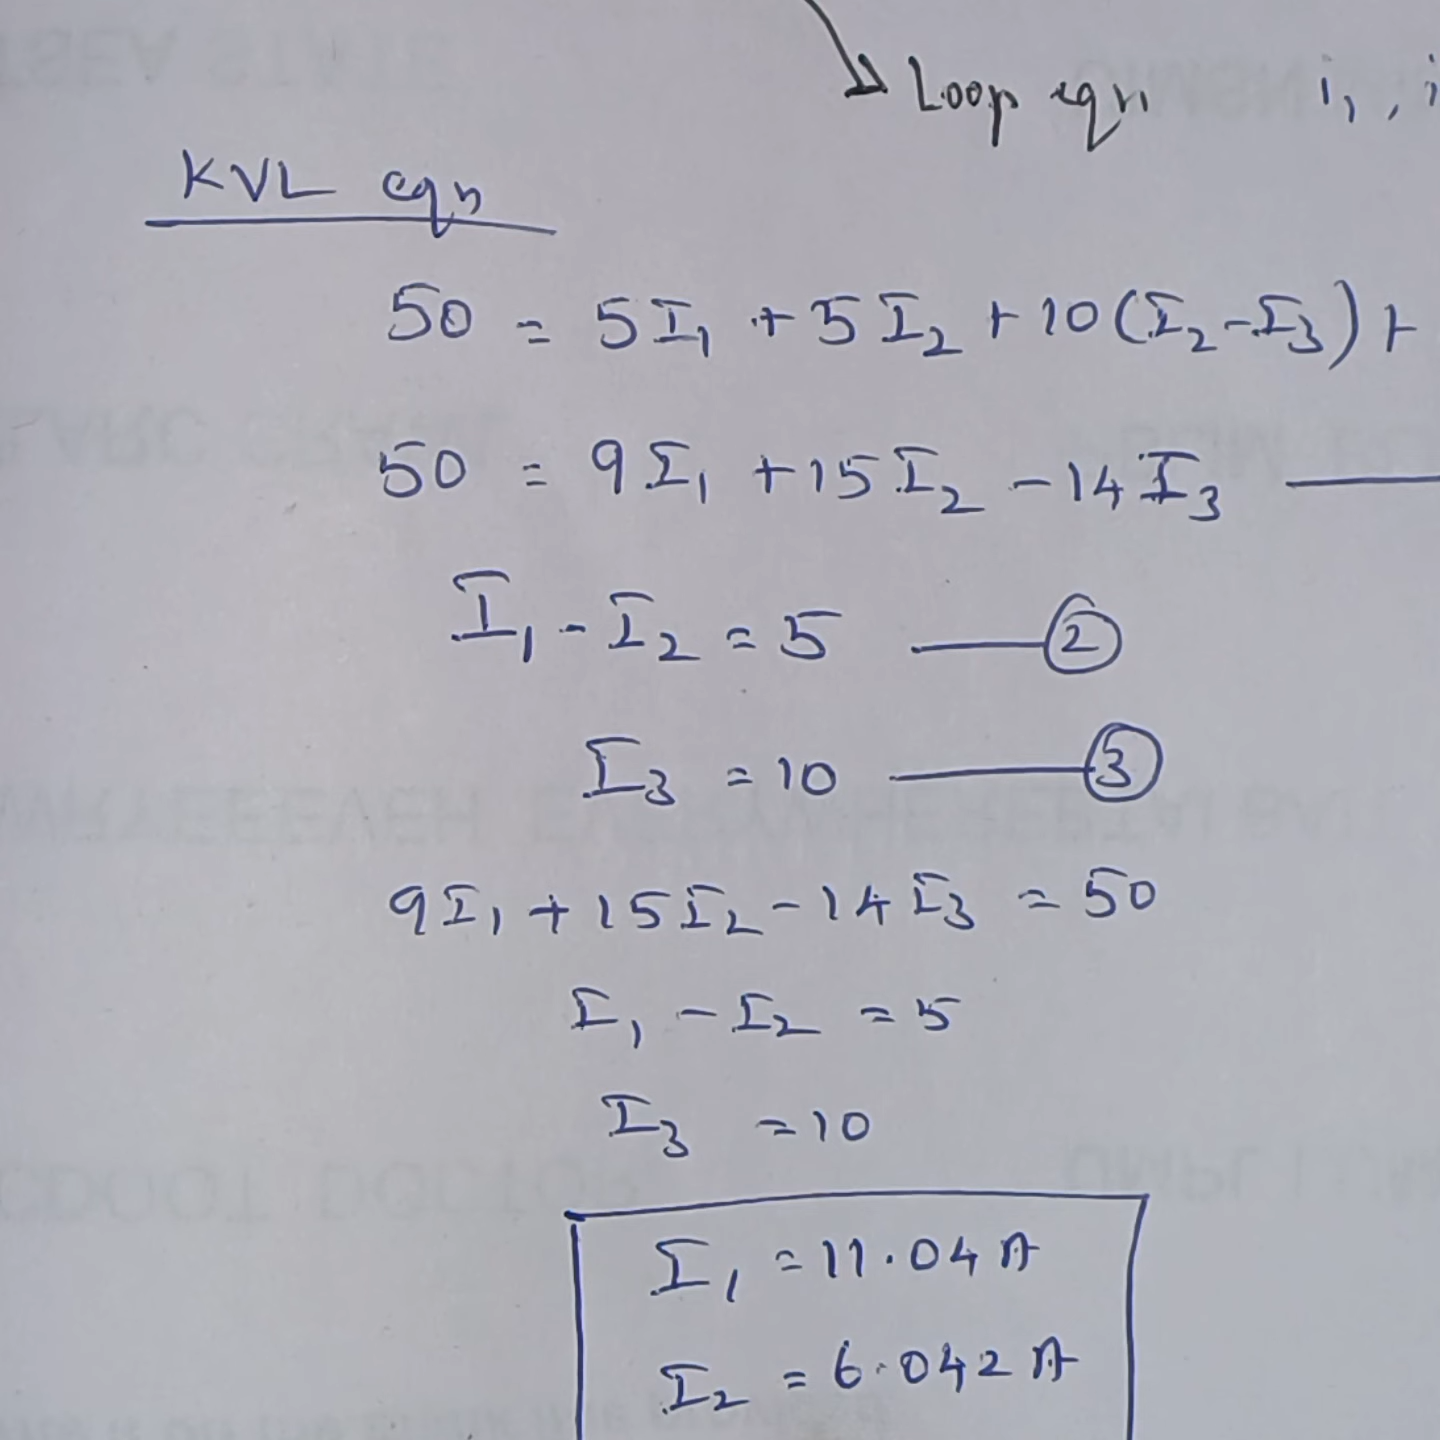 Loop eqn i₁, i
KVL eqn
50 = 5I₁ + 5I₂ + 10(I₂-I₃) +
50 = 9I₁ + 15I₂ - 14I₃
I₁ - I₂ = 5 ②
I₃ = 10 ③
9I₁ + 15I₂ - 14I₃ = 50
I₁ - I₂ = 5
I₃ = 10
I₁ = 11.04 A
I₂ = 6.042 A